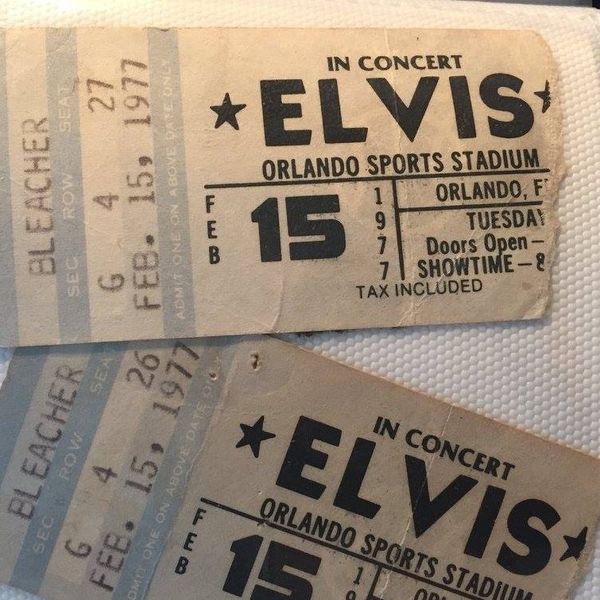 BLEACHER
SEC ROW SEAT
G 4 27
FEB. 15, 1977
ADMIT ONE ON ABOVE DATE ONLY
IN CONCERT
★ ELVIS ★
ORLANDO SPORTS STADIUM
FEB 15 1977
ORLANDO, F
TUESDAY
Doors Open –
SHOWTIME – 8
TAX INCLUDED
BLEACHER
SEC ROW SEAT
G 4 26
FEB. 15, 1977
ADMIT ONE ON ABOVE DATE ONLY
IN CONCERT
★ ELVIS ★
ORLANDO SPORTS STADIUM
FEB 15 19